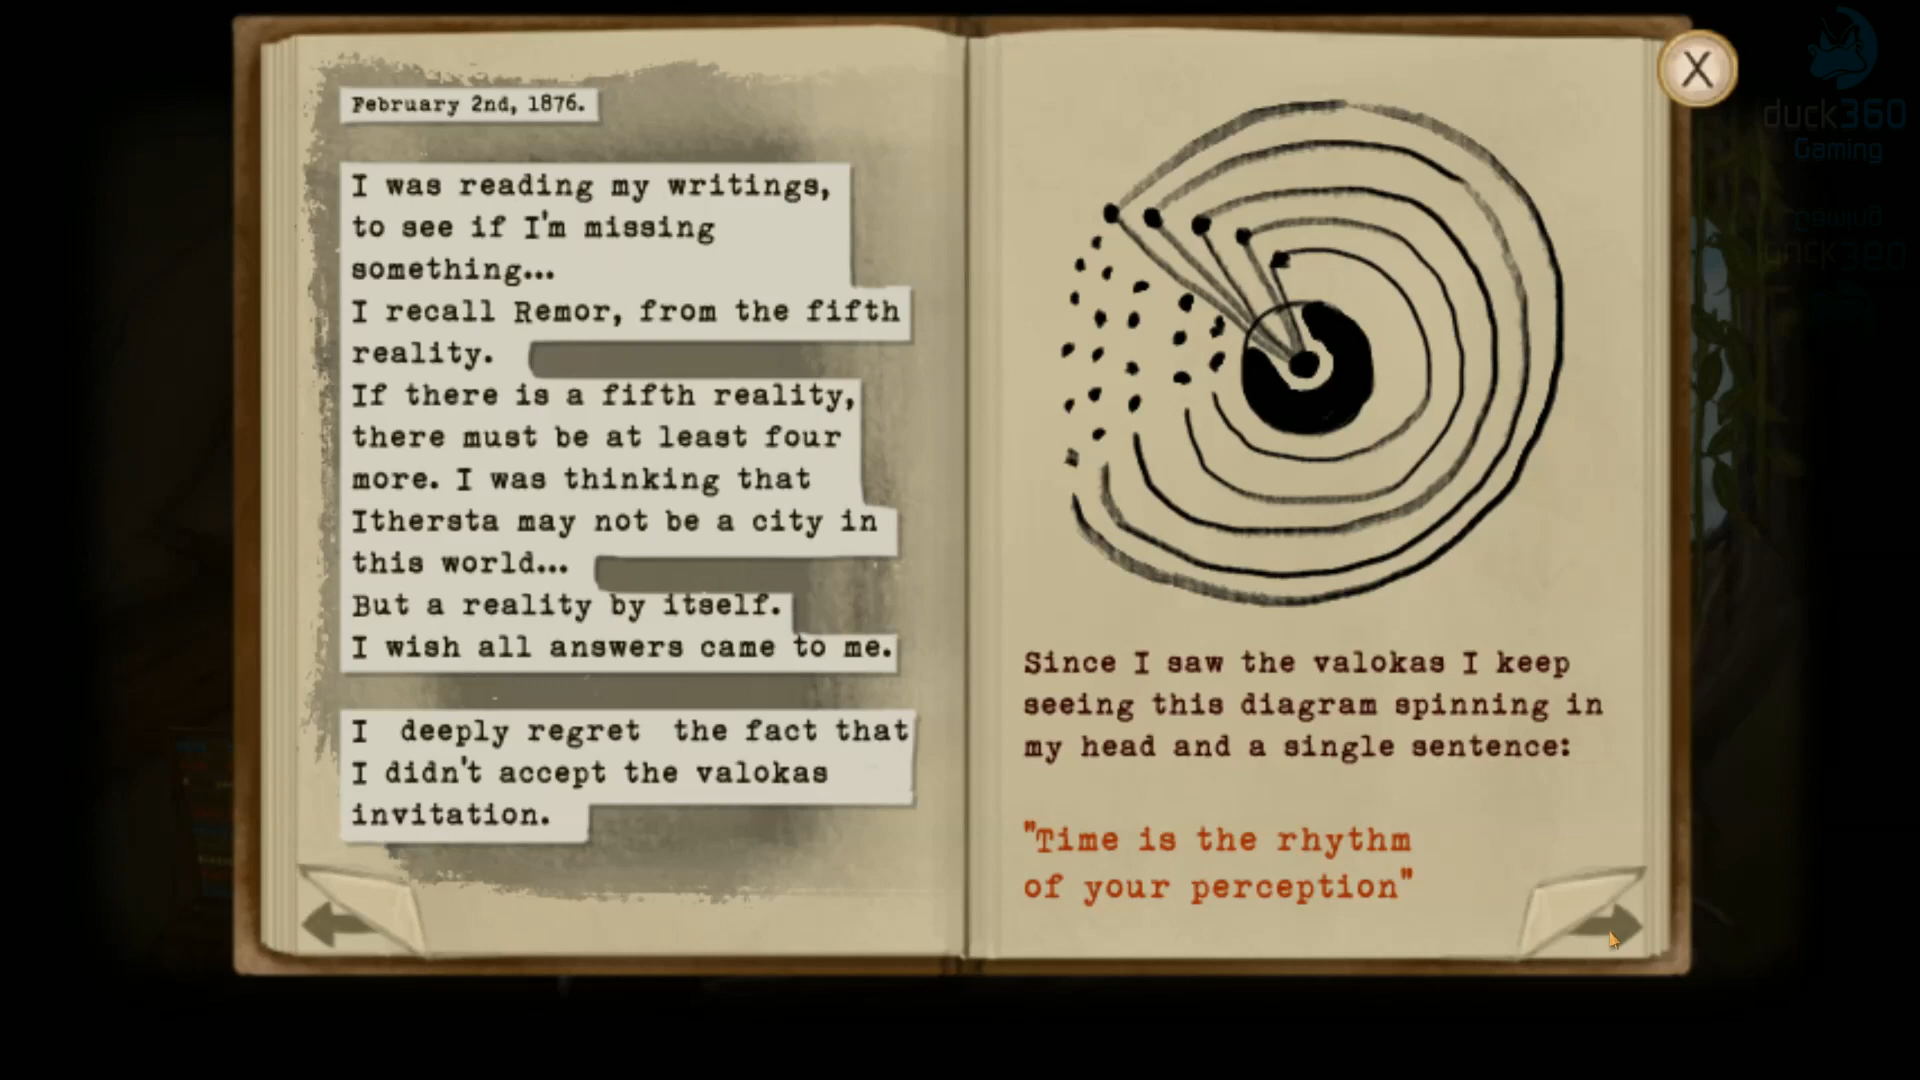 February 2nd, 1876.
I was reading my writings,
to see if I'm missing
something...
I recall Remor, from the fifth
reality.
If there is a fifth reality,
there must be at least four
more. I was thinking that
Ithersta may not be a city in
this world...
But a reality by itself.
I wish all answers came to me.
I deeply regret the fact that
I didn't accept the valokas
invitation.
Since I saw the valokas I keep
seeing this diagram spinning in
my head and a single sentence:
"Time is the rhythm
of your perception"
X
duck360
Gaming